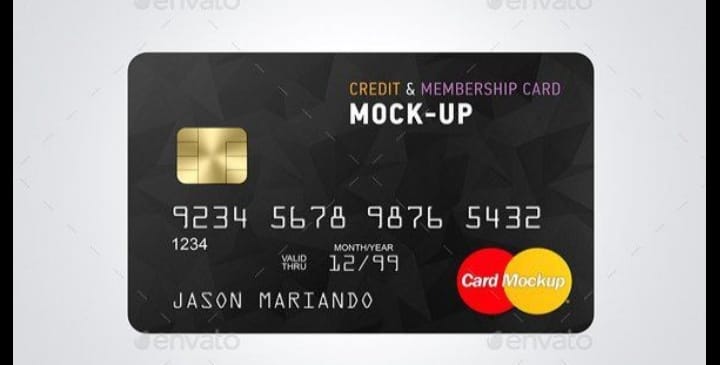 envato envato
CREDIT & MEMBERSHIP CARD
MOCK-UP
9234 5678 9876 5432
1234
MONTH/YEAR
VALID THRU 12/99
Card Mockup
JASON MARIANDO
envato envato